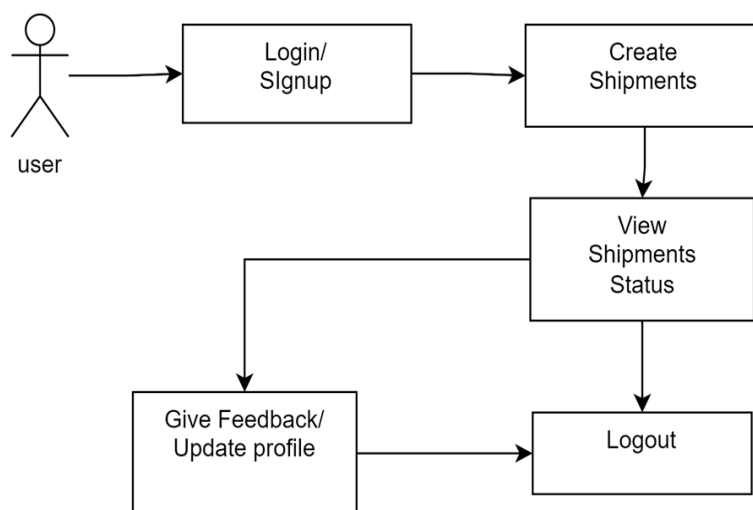 user
Login/
SIgnup
Create
Shipments
View
Shipments
Status
Give Feedback/
Update profile
Logout